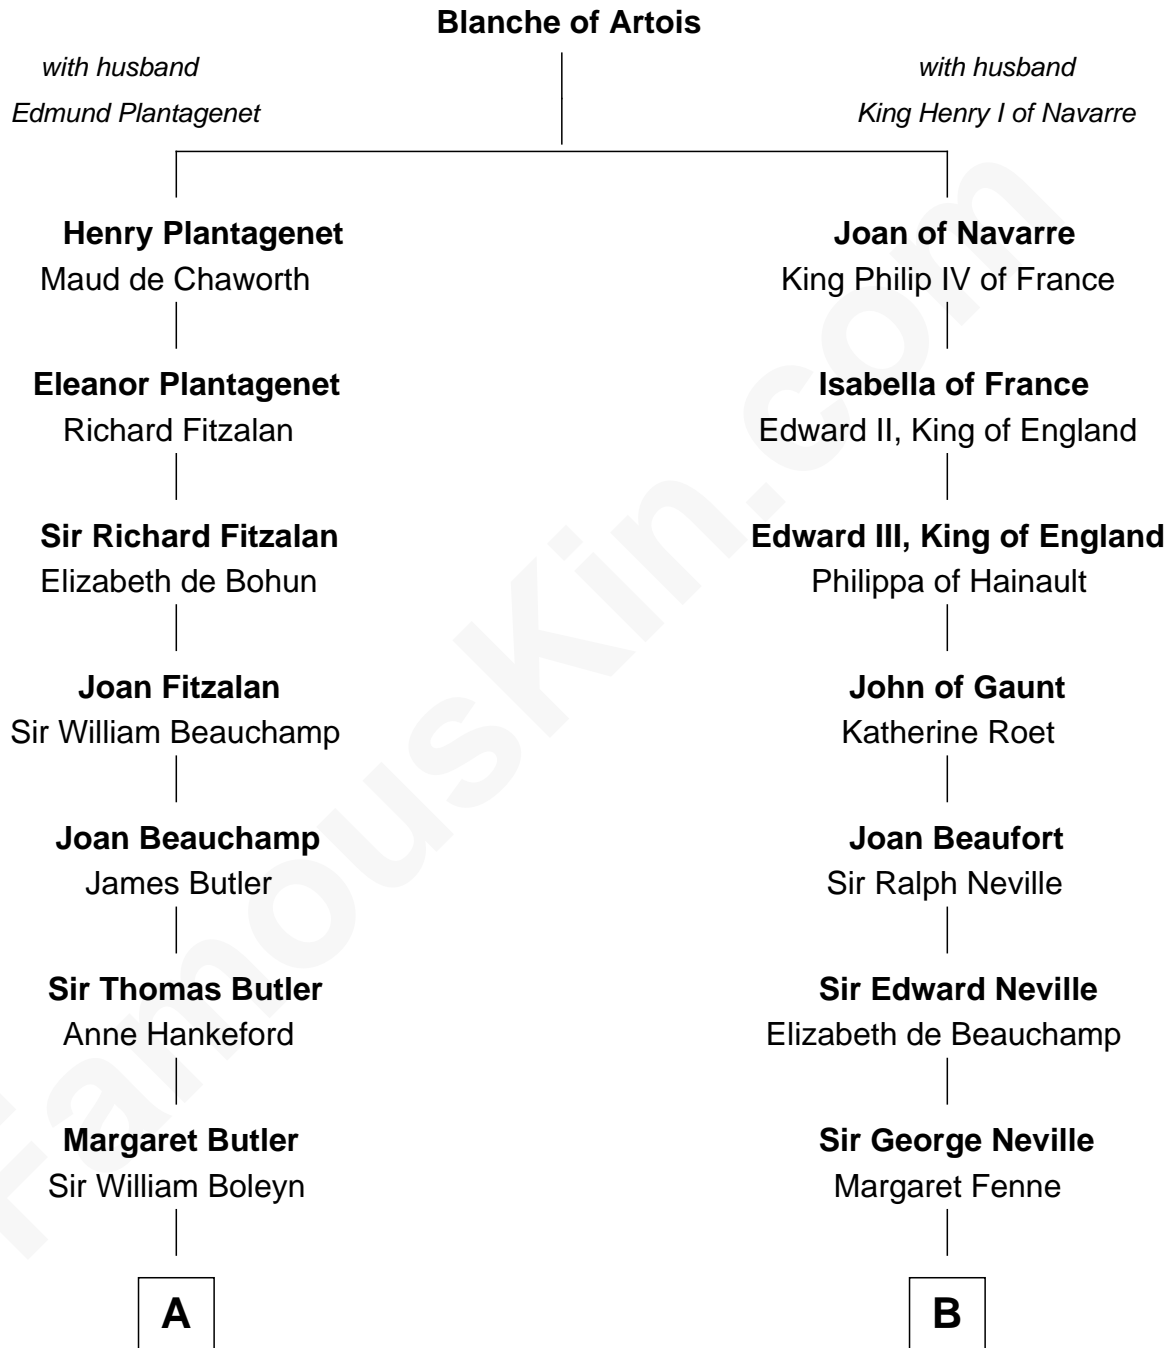 Blanche of Artois
with husband
Edmund Plantagenet
with husband
King Henry I of Navarre
Henry Plantagenet
Maud de Chaworth
Eleanor Plantagenet
Richard Fitzalan
Sir Richard Fitzalan
Elizabeth de Bohun
Joan Fitzalan
Sir William Beauchamp
Joan Beauchamp
James Butler
Sir Thomas Butler
Anne Hankeford
Margaret Butler
Sir William Boleyn
A
Joan of Navarre
King Philip IV of France
Isabella of France
Edward II, King of England
Edward III, King of England
Philippa of Hainault
John of Gaunt
Katherine Roet
Joan Beaufort
Sir Ralph Neville
Sir Edward Neville
Elizabeth de Beauchamp
Sir George Neville
Margaret Fenne
B
FamousKin.com